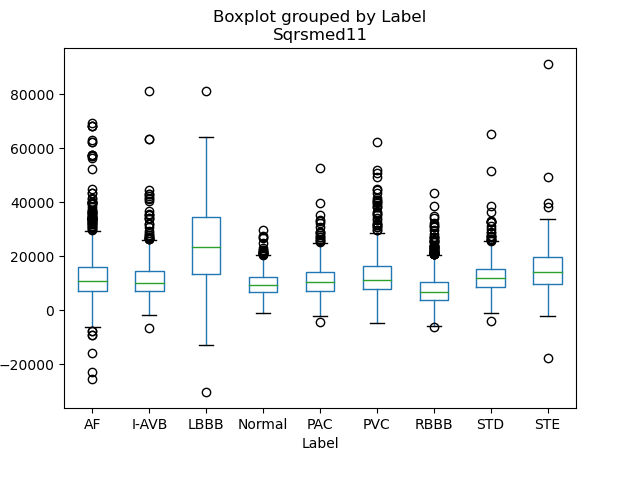 Boxplot grouped by Label
Sqrsmed11
80000
60000
40000
20000
0
−20000
AF I-AVB LBBB Normal PAC PVC RBBB STD STE
Label